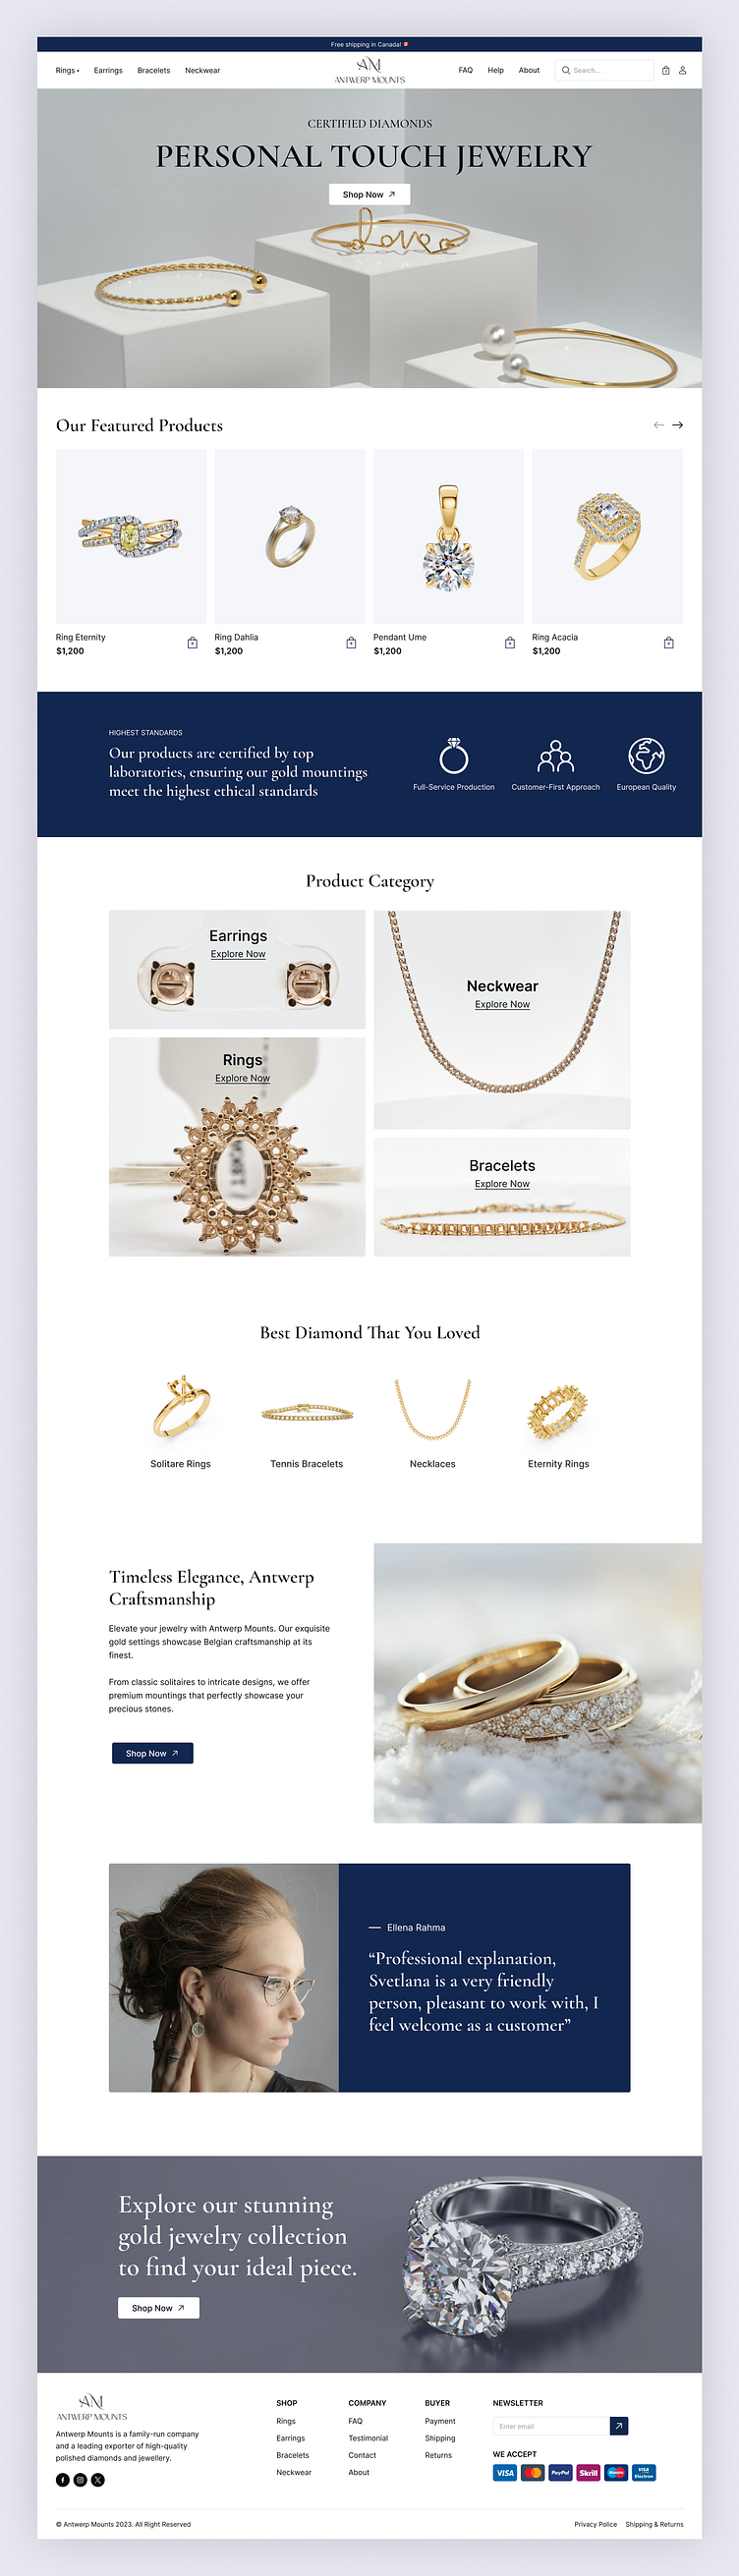 Free shipping in Canada!
Rings
Earrings
Bracelets
Neckwear
AM
ANTWERP MOUNTS
FAQ
Help
About
Search...
CERTIFIED DIAMONDS
PERSONAL TOUCH JEWELRY
Shop Now
love
Our Featured Products
Ring Eternity
$1,200
Ring Dahlia
$1,200
Pendant Ume
$1,200
Ring Acacia
$1,200
HIGHEST STANDARDS
Our products are certified by top
laboratories, ensuring our gold mountings
meet the highest ethical standards
Full-Service Production
Customer-First Approach
European Quality
Product Category
Earrings
Explore Now
Neckwear
Explore Now
Rings
Explore Now
Bracelets
Explore Now
Best Diamond That You Loved
Solitare Rings
Tennis Bracelets
Necklaces
Eternity Rings
Timeless Elegance, Antwerp
Craftsmanship
Elevate your jewelry with Antwerp Mounts. Our exquisite
gold settings showcase Belgian craftsmanship at its
finest.
From classic solitaires to intricate designs, we offer
premium mountings that perfectly showcase your
precious stones.
Shop Now
Ellena Rahma
“Professional explanation,
Svetlana is a very friendly
person, pleasant to work with, I
feel welcome as a customer”
Explore our stunning
gold jewelry collection
to find your ideal piece.
Shop Now
AM
ANTWERP MOUNTS
Antwerp Mounts is a family-run company
and a leading exporter of high-quality
polished diamonds and jewellery.
SHOP
Rings
Earrings
Bracelets
Neckwear
COMPANY
FAQ
Testimonial
Contact
About
BUYER
Payment
Shipping
Returns
NEWSLETTER
Enter email
WE ACCEPT
VISA
MasterCard
PayPal
Skrill
Maestro
VISA
Electron
© Antwerp Mounts 2023. All Right Reserved
Privacy Police
Shipping & Returns